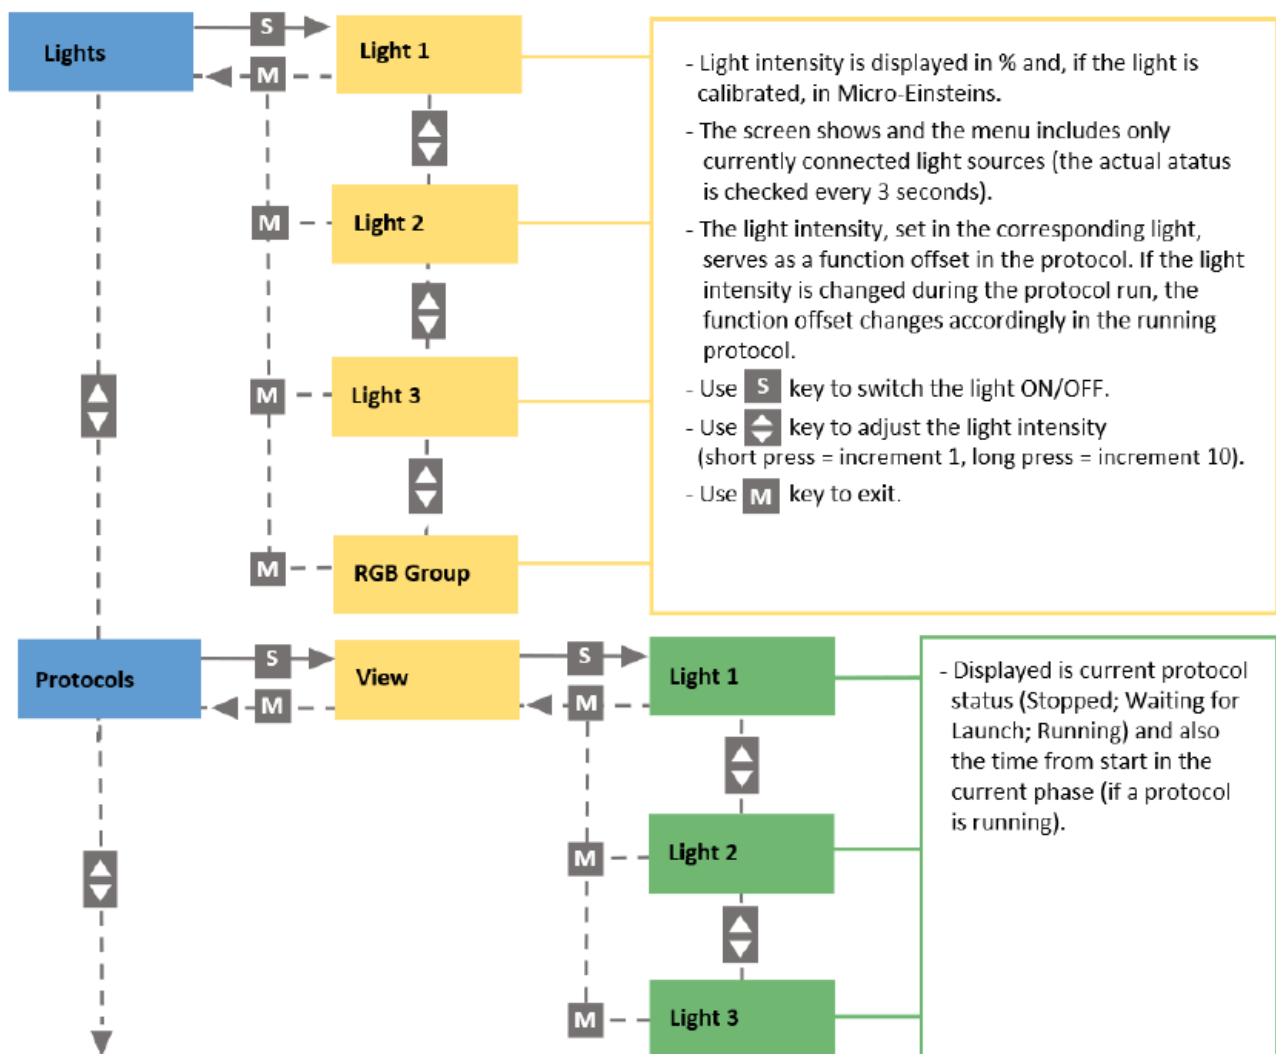 Lights
S
M
Light 1
M
Light 2
M
Light 3
M
RGB Group
- Light intensity is displayed in % and, if the light is
calibrated, in Micro-Einsteins.
- The screen shows and the menu includes only
currently connected light sources (the actual atatus
is checked every 3 seconds).
- The light intensity, set in the corresponding light,
serves as a function offset in the protocol. If the light
intensity is changed during the protocol run, the
function offset changes accordingly in the running
protocol.
- Use S key to switch the light ON/OFF.
- Use key to adjust the light intensity
(short press = increment 1, long press = increment 10).
- Use M key to exit.
Protocols
S
M
View
S
M
Light 1
M
Light 2
M
Light 3
- Displayed is current protocol
status (Stopped; Waiting for
Launch; Running) and also
the time from start in the
current phase (if a protocol
is running).